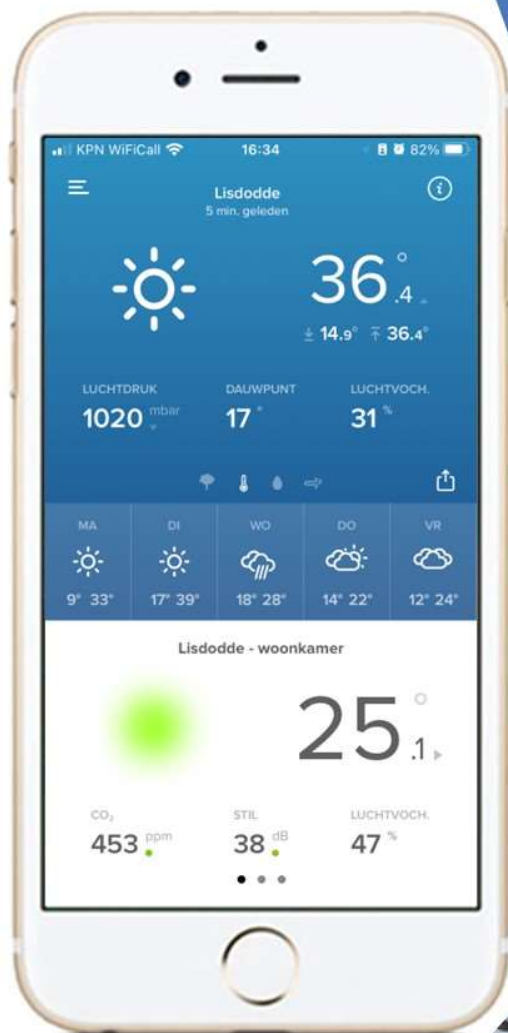 KPN WiFiCall 16:34 82%
Lisdodde
5 min. geleden
36.4°
14.9° 36.4°
LUCHTDRUK DAUWPUNT LUCHTVOCH.
1020 mbar 17° 31%
MA DI WO DO VR
9° 33° 17° 39° 18° 28° 14° 22° 12° 24°
Lisdodde - woonkamer
25.1°
CO₂ STIL LUCHTVOCH.
453 ppm 38 dB 47%